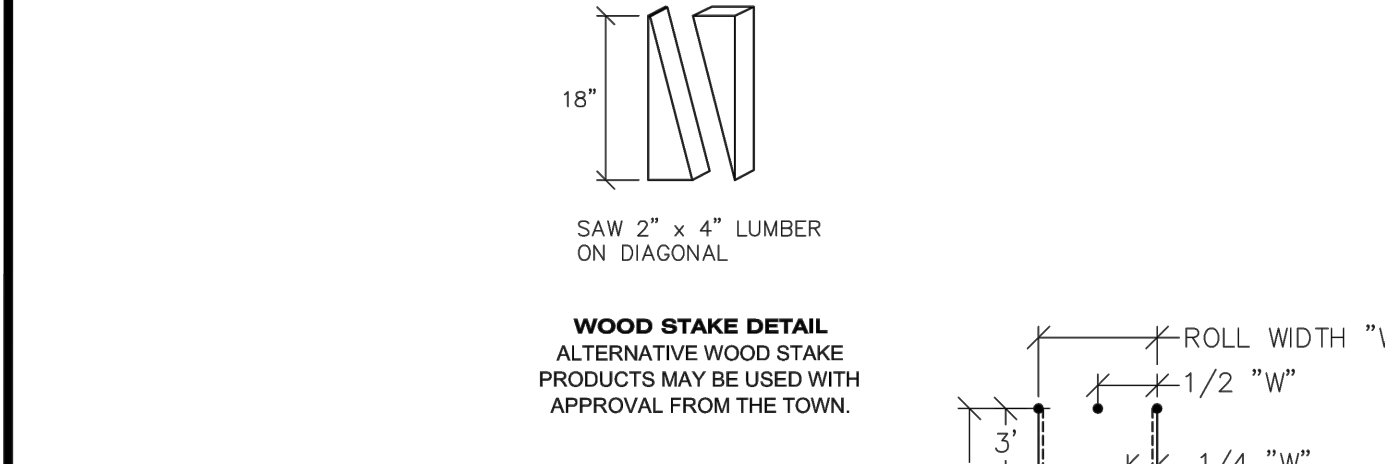 18”
SAW 2” x 4” LUMBER
ON DIAGONAL
WOOD STAKE DETAIL
ALTERNATIVE WOOD STAKE
PRODUCTS MAY BE USED WITH
APPROVAL FROM THE TOWN.
ROLL WIDTH
1/2 ”W”
3’
1/4 ”W”